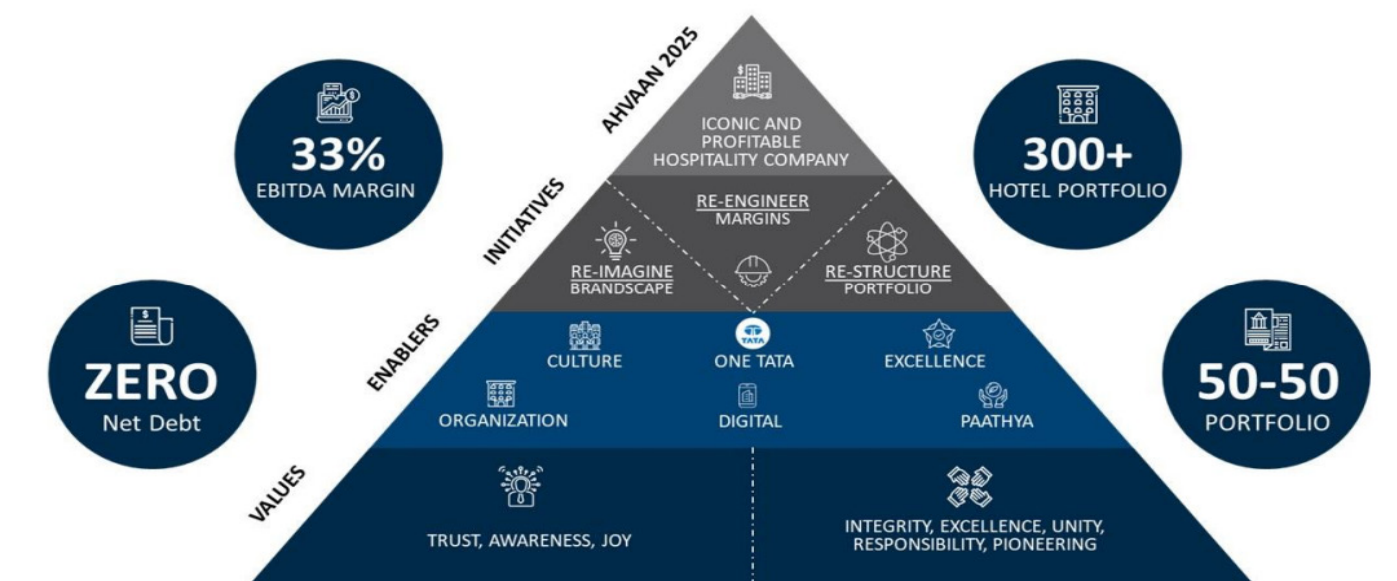 AHVAAN 2025
ICONIC AND
PROFITABLE
HOSPITALITY COMPANY
33%
EBITDA MARGIN
300+
HOTEL PORTFOLIO
INITIATIVES
RE-ENGINEER
MARGINS
RE-IMAGINE
BRANDSCAPE
RE-STRUCTURE
PORTFOLIO
ZERO
Net Debt
50-50
PORTFOLIO
ENABLERS
TATA
CULTURE
ONE TATA
EXCELLENCE
ORGANIZATION
DIGITAL
PAATHYA
VALUES
TRUST, AWARENESS, JOY
INTEGRITY, EXCELLENCE, UNITY,
RESPONSIBILITY, PIONEERING